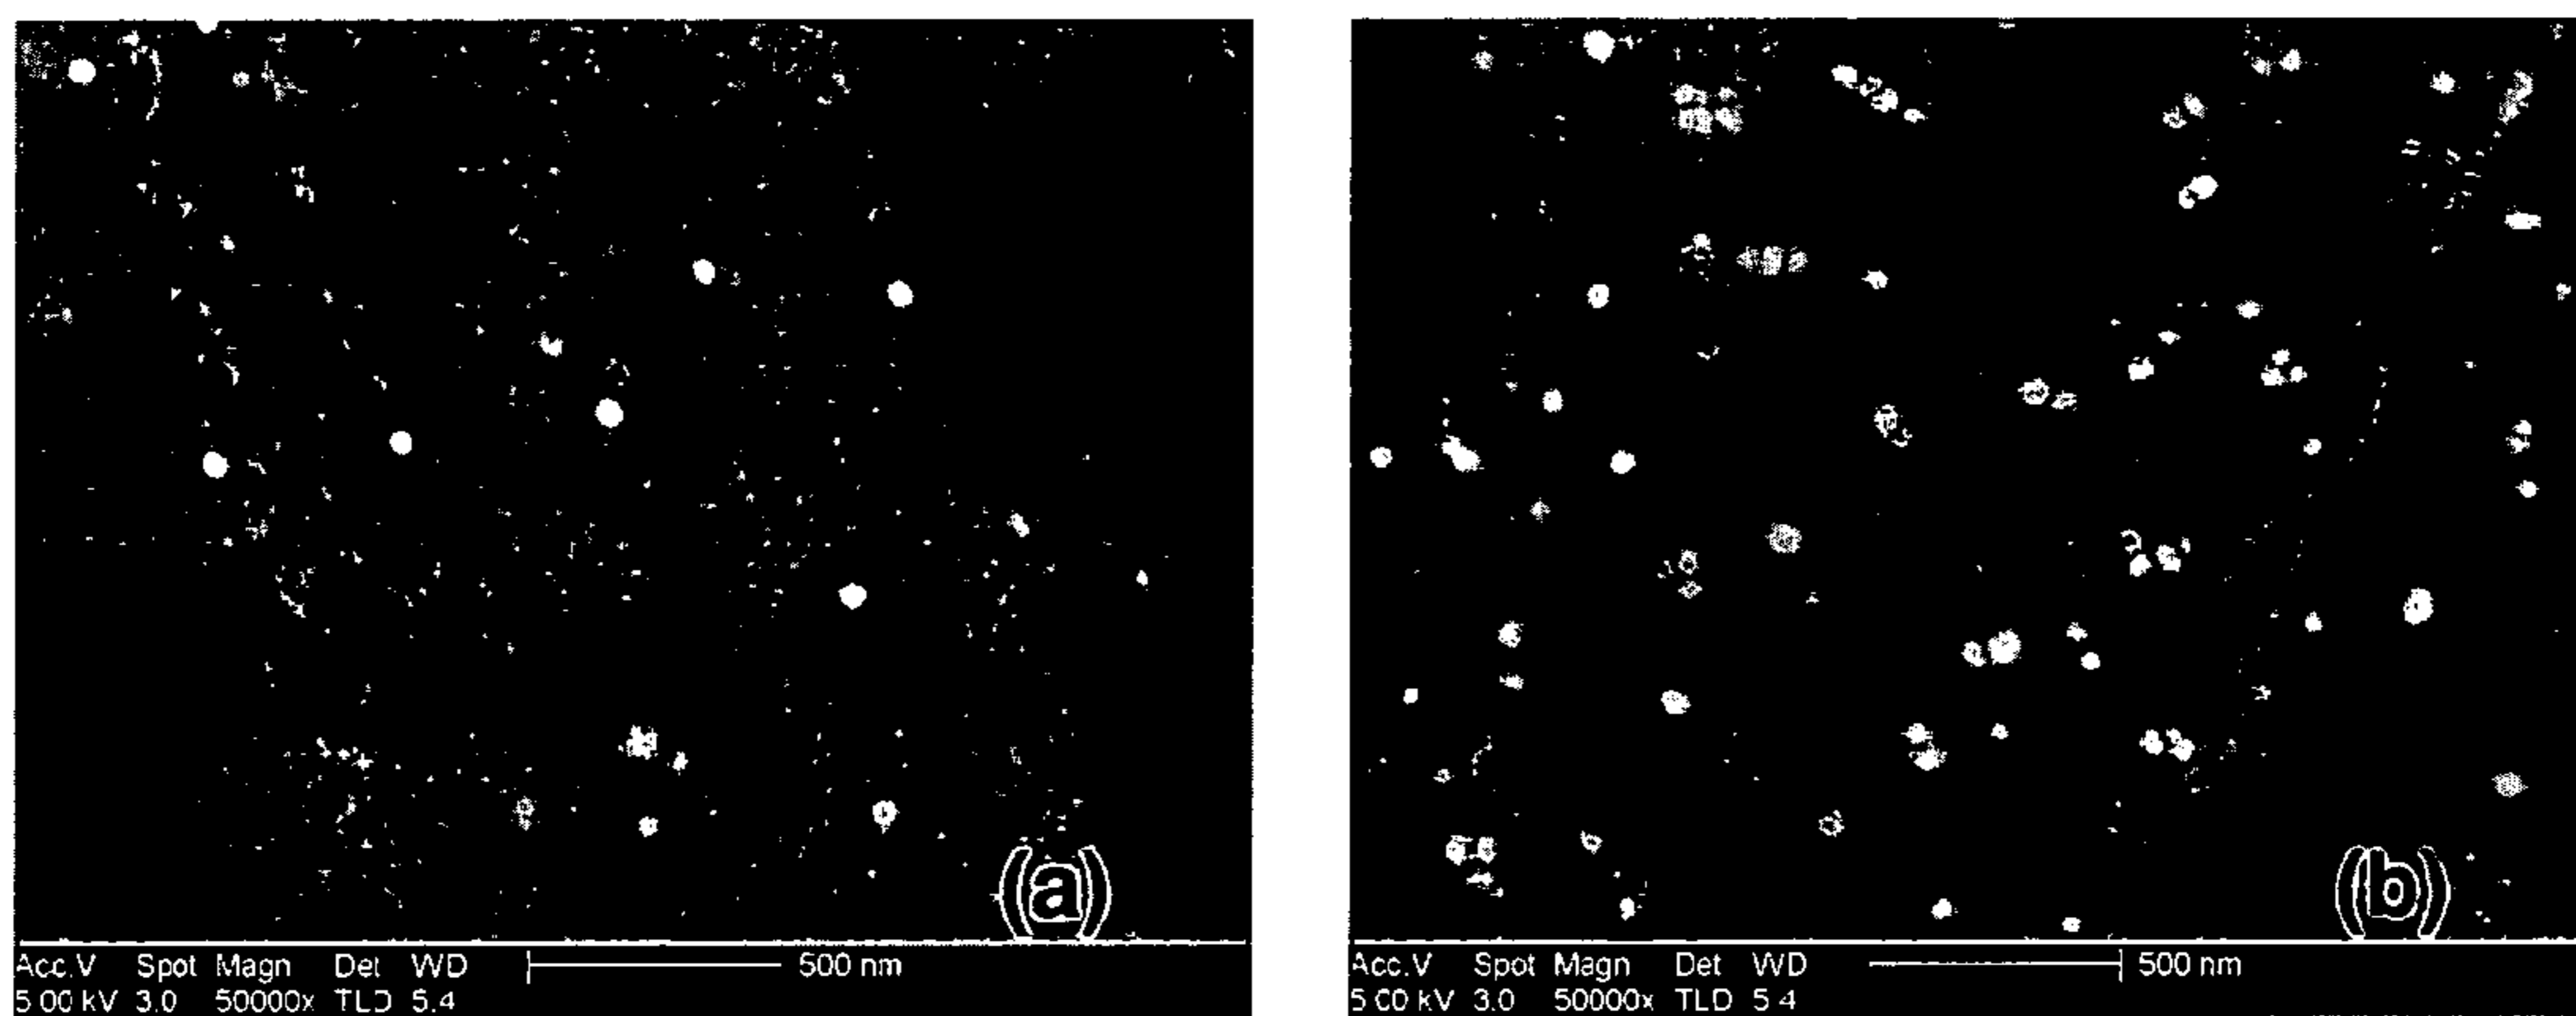 (a)
Acc.V Spot Magn Det WD 500 nm
5.00 kV 3.0 50000x TLD 5.4
(b)
Acc.V Spot Magn Det WD 500 nm
5.00 kV 3.0 50000x TLD 5.4